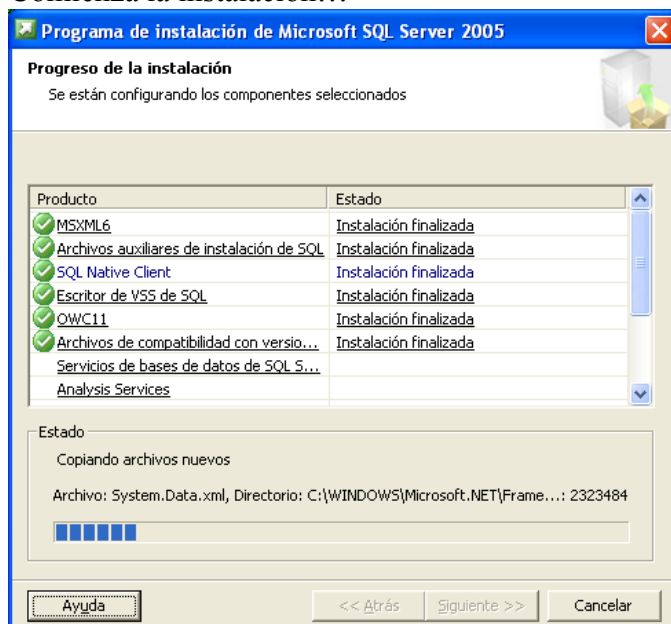 Comienza la instalación…
Programa de instalación de Microsoft SQL Server 2005
Progreso de la instalación
Se están configurando los componentes seleccionados
Producto Estado
MSXML6 Instalación finalizada
Archivos auxiliares de instalación de SQL Instalación finalizada
SQL Native Client Instalación finalizada
Escritor de VSS de SQL Instalación finalizada
OWC11 Instalación finalizada
Archivos de compatibilidad con versio... Instalación finalizada
Servicios de bases de datos de SQL S...
Analysis Services
Estado
Copiando archivos nuevos
Archivo: System.Data.xml, Directorio: C:\WINDOWS\Microsoft.NET\Frame...: 2323484
Ayuda << Atrás Siguiente >> Cancelar